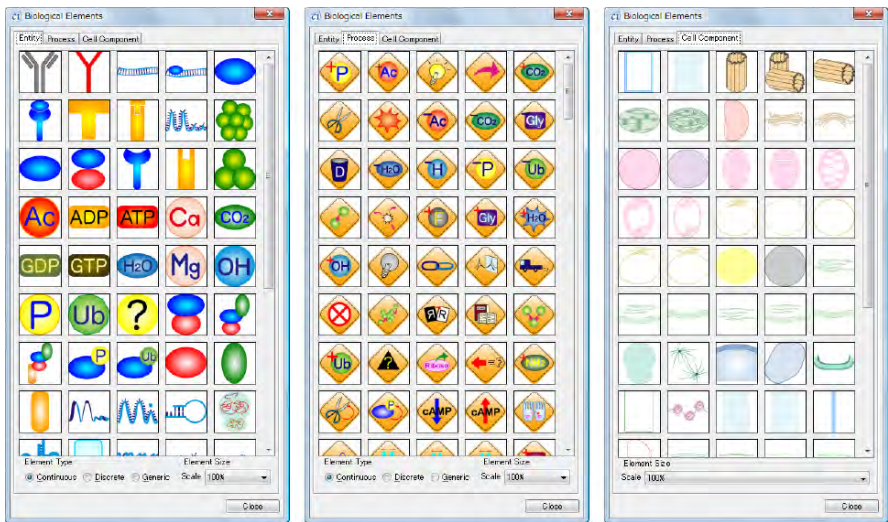 Biological Elements
Entity Process Cell Component
Ac ADP ATP Ca CO2
GDP GTP H2O Mg OH
P Ub ?
P Ub
Element Type Element Size
Continuous Discrete Generic Scale 100%
Close
Biological Elements
Entity Process Cell Component
+P +Ac +CO2
-Ac -CO2 Gly
D -H2O -H -P -Ub
Gly +H2O
+OH
R R
+Ub ? Ribose =?
P cAMP cAMP
Element Type Element Size
Continuous Discrete Generic Scale 100%
Close
Biological Elements
Entity Process Cell Component
Element Size
Scale 100%
Close